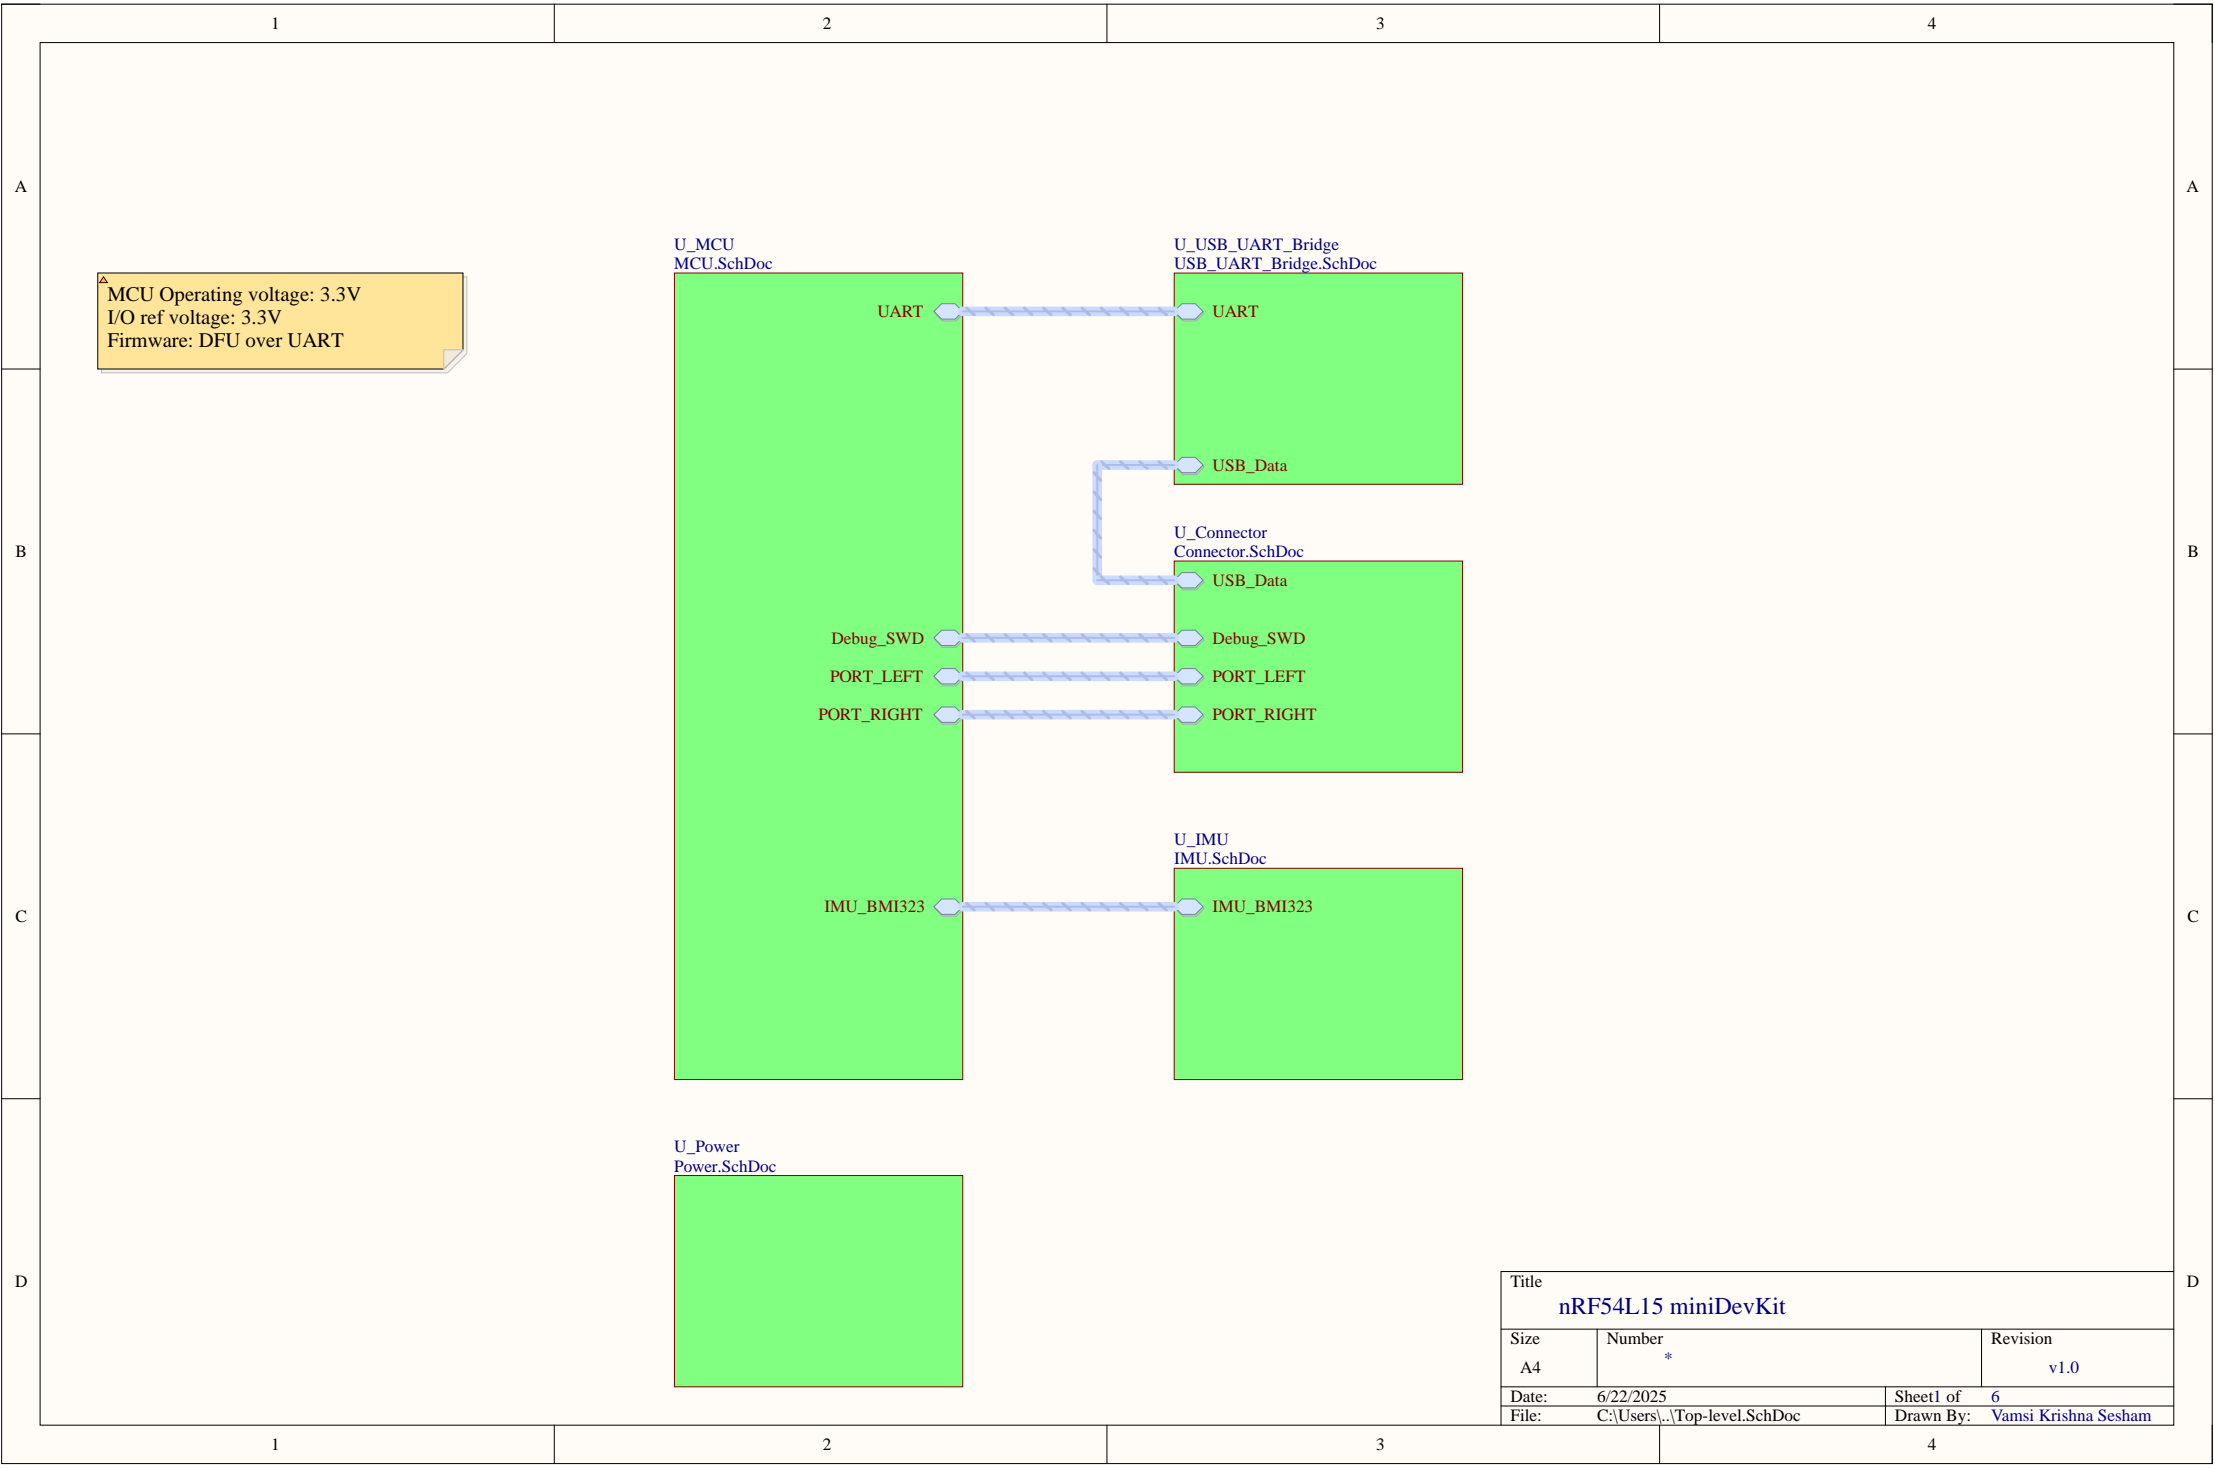 1 2 3 4
A A
U_MCU
MCU.SchDoc
U_USB_UART_Bridge
USB_UART_Bridge.SchDoc
MCU Operating voltage: 3.3V
I/O ref voltage: 3.3V
Firmware: DFU over UART
UART UART
USB_Data
U_Connector
Connector.SchDoc
B B
USB_Data
Debug_SWD Debug_SWD
PORT_LEFT PORT_LEFT
PORT_RIGHT PORT_RIGHT
U_IMU
IMU.SchDoc
IMU_BMI323 IMU_BMI323
C C
U_Power
Power.SchDoc
D D
Title
nRF54L15 miniDevKit
Size Number Revision
A4 * v1.0
Date: 6/22/2025 Sheet1 of 6
File: C:\Users\..\Top-level.SchDoc Drawn By: Vamsi Krishna Sesham
1 2 3 4